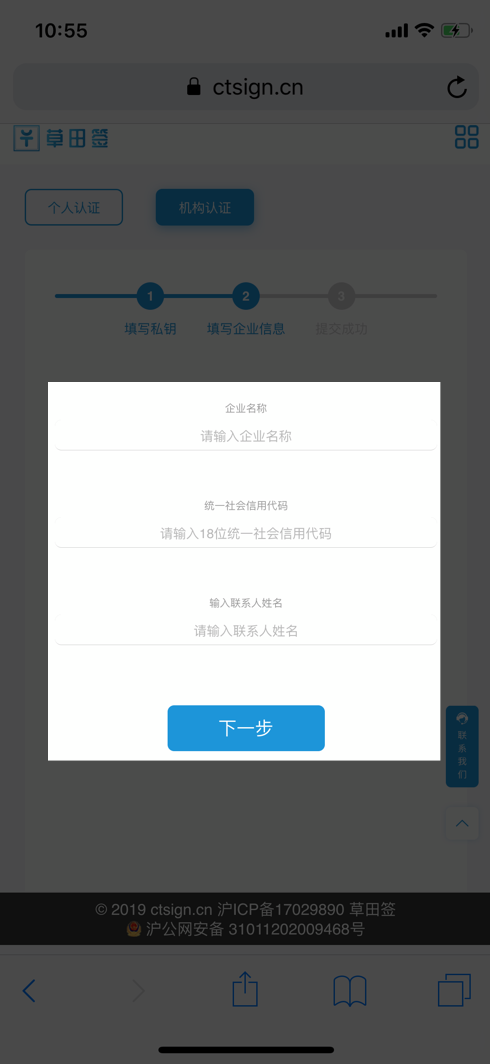 10:55
ctsign.cn
草田签
个人认证
机构认证
1
2
3
填写私钥
填写企业信息
提交成功
企业名称
请输入企业名称
统一社会信用代码
请输入18位统一社会信用代码
输入联系人姓名
请输入联系人姓名
下一步
联
系
我
们
© 2019 ctsign.cn 沪ICP备17029890 草田签
沪公网安备 31011202009468号